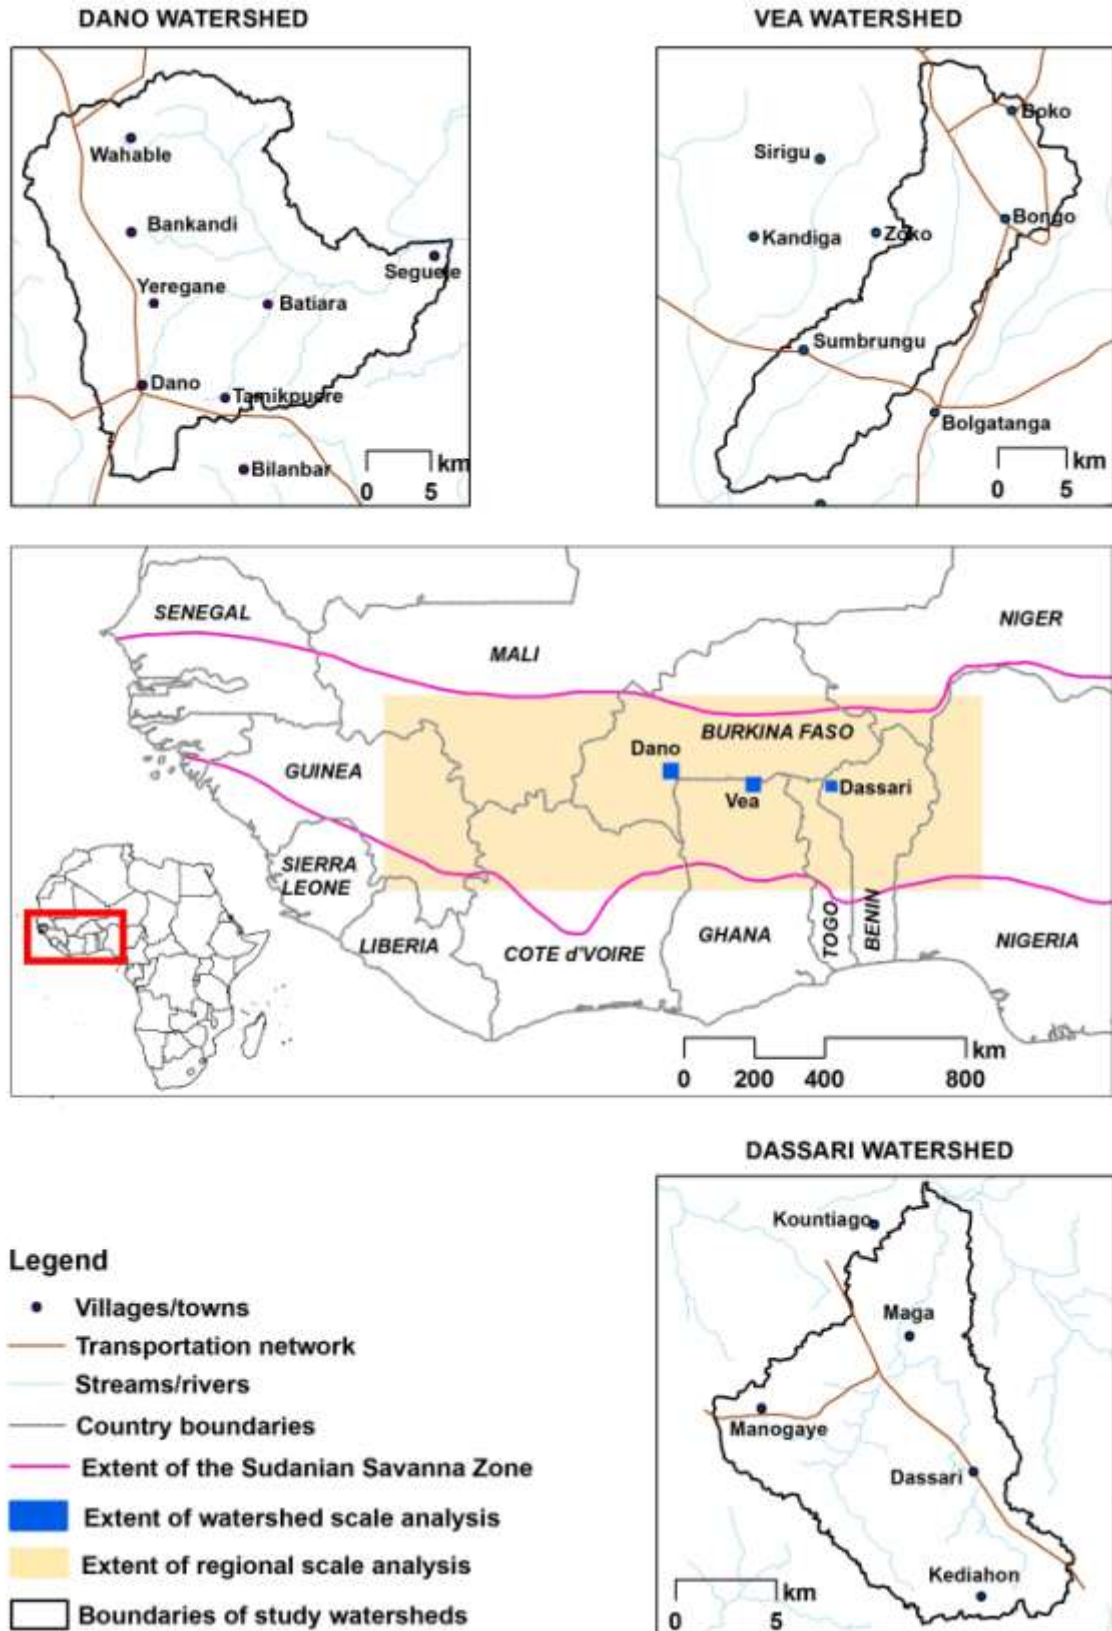 DANO WATERSHED
Wahable
Bankandi
Seguele
Yeregane
Batiara
Dano
Tamikpuere
Bilanbar
km
0 5
VEA WATERSHED
Boko
Sirigu
Bongo
Kandiga
Zoko
Sumbrungu
Bolgatanga
km
0 5
SENEGAL
NIGER
MALI
BURKINA FASO
Dano
GUINEA
Vea
Dassari
SIERRA
LEONE
LIBERIA
COTE d'VOIRE
GHANA
TOGO
BENIN
NIGERIA
km
0 200 400 800
DASSARI WATERSHED
Kountiago
Maga
Manogaye
Dassari
Kediahon
km
0 5
Legend
Villages/towns
Transportation network
Streams/rivers
Country boundaries
Extent of the Sudanian Savanna Zone
Extent of watershed scale analysis
Extent of regional scale analysis
Boundaries of study watersheds